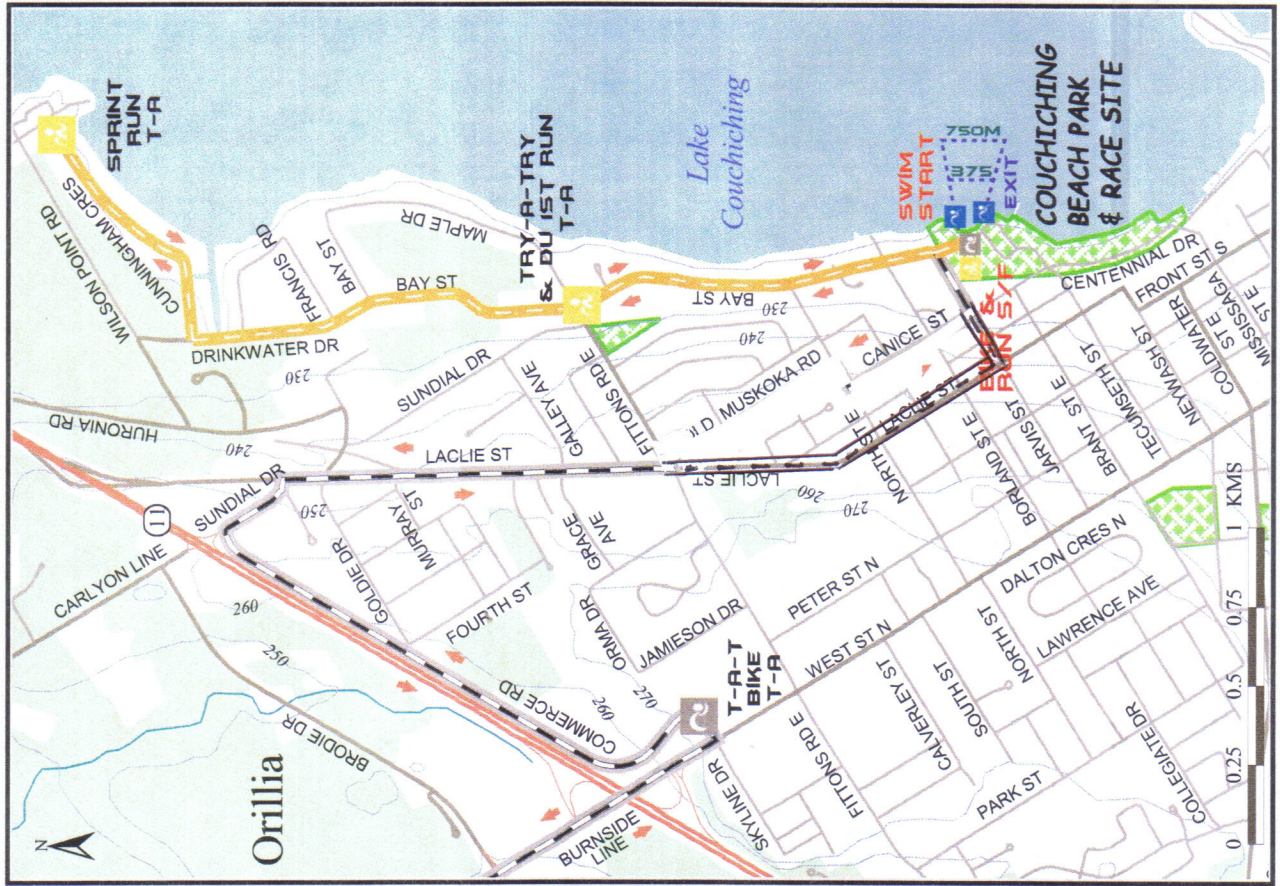 N
Orillia
SPRINT
RUN
T-A
WILSON POINT RD
CUNNINGHAM CRES
FRANCIS RD
BAY ST
MAPLE DR
DRINKWATER DR
230
BAY ST
TRY-A-TRY
& DU IST RUN
T-A
Lake
Couchiching
HURONIA RD
240
SUNDIAL DR
GALLEY AVE
FITTONS RD E
BAY ST
230
240
MUSKOKA RD
CANICE ST
SWIM
START
750M
375
EXIT
COUCHICHING
BEACH PARK
& RACE SITE
BIKE &
RUN S/F
CENTENNIAL DR
FRONT ST S
11
SUNDIAL DR
LACLIE ST
LACLIE ST
LACLIE ST
250
260
270
NORTH ST E
BORLAND ST E
JARVIS ST
BRANT ST E
TECUMSETH ST
NEYWASH ST
COLDWATER
ST E
MISSISSAGA
ST E
CARLYON LINE
260
250
GOLDIE DR
MURRAY
ST
FOURTH ST
GRACE
AVE
ORMA DR
JAMIESON DR
COMMERCE RD
260
270
BRODIE DR
T-A-T
BIKE
T-A
PETER ST N
WEST ST N
DALTON CRES N
LAWRENCE AVE
NORTH ST
SOUTH ST
CALVERLEY ST
FITTONS RD E
SKYLINE DR
PARK ST
COLLEGIATE DR
BURNSIDE
LINE
0 0.25 0.5 0.75 1 KMS